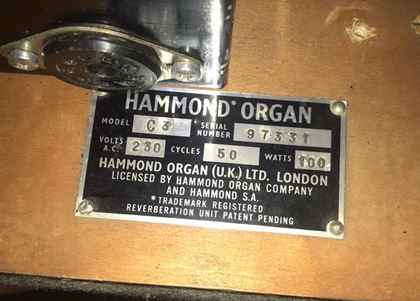 HAMMOND* ORGAN
MODEL C3 SERIAL NUMBER 97331
VOLTS A.C. 230 CYCLES 50 WATTS 100
HAMMOND ORGAN (U.K.) LTD. LONDON
LICENSED BY HAMMOND ORGAN COMPANY
AND HAMMOND S.A.
*TRADEMARK REGISTERED
REVERBERATION UNIT PATENT PENDING